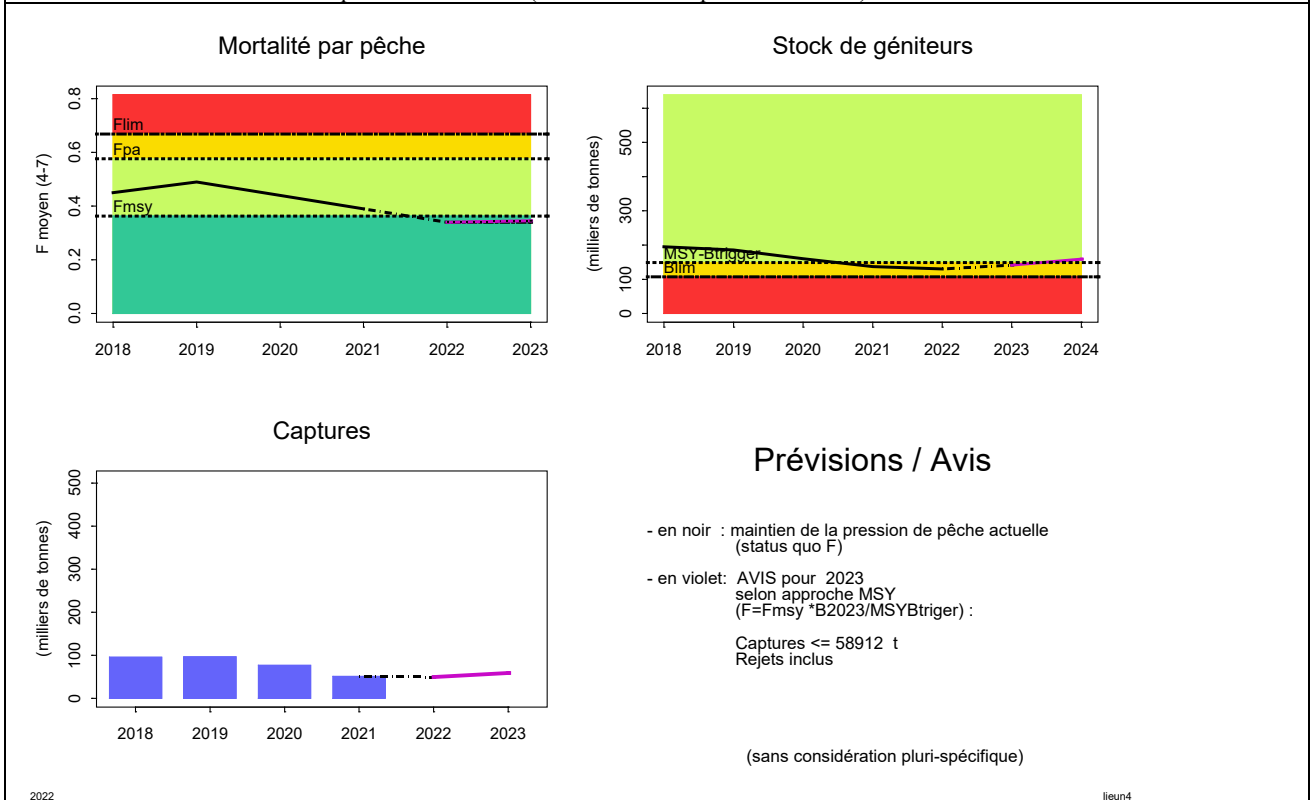 Mortalité par pêche
F moyen (4-7)
0.8
0.6
0.4
0.2
0.0
Flim
Fpa
Fmsy
2018 2019 2020 2021 2022 2023
Stock de géniteurs
(milliers de tonnes)
500
300
100
0
MSY-Btrigger
Blim
2018 2019 2020 2021 2022 2023 2024
Captures
(milliers de tonnes)
500
400
300
200
100
0
2018 2019 2020 2021 2022 2023
Prévisions / Avis
- en noir : maintien de la pression de pêche actuelle
(status quo F)
- en violet: AVIS pour 2023
selon approche MSY
(F=Fmsy *B2023/MSYBtriger) :
Captures <= 58912 t
Rejets inclus
(sans considération pluri-spécifique)
2022
lieun4